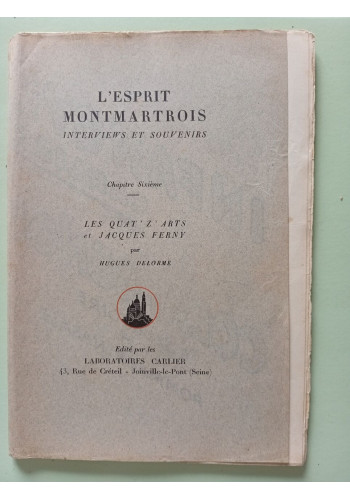 L'ESPRIT
MONTMARTROIS
INTERVIEWS ET SOUVENIRS
Chapitre Sixième
LES QUAT' Z' ARTS
et JACQUES FERNY
par
HUGUES DELORME
Edité par les
LABORATOIRES CARLIER
43, Rue de Créteil - Joinville-le-Pont (Seine)